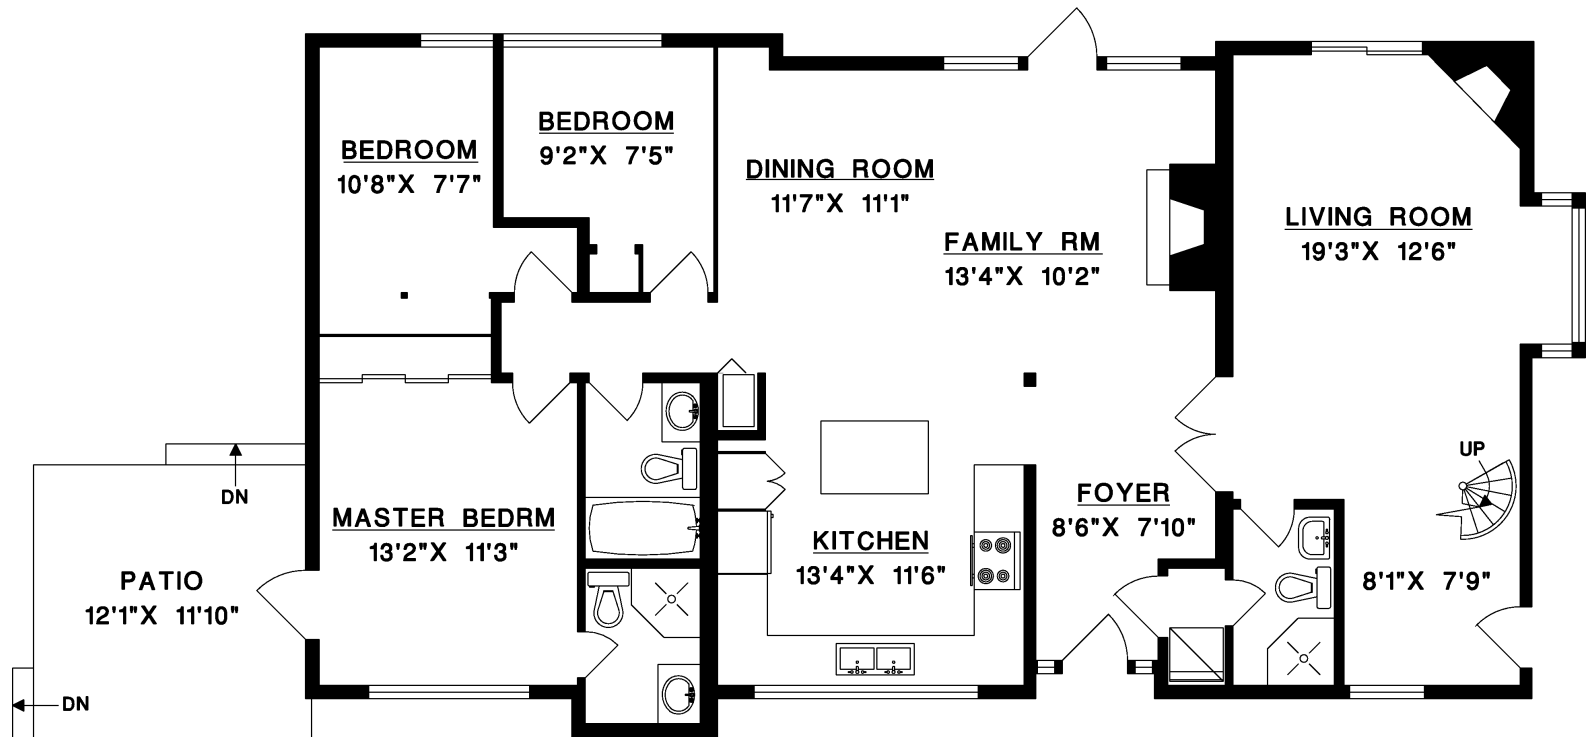 BEDROOM
10'8"X 7'7"
BEDROOM
9'2"X 7'5"
DINING ROOM
11'7"X 11'1"
FAMILY RM
13'4"X 10'2"
LIVING ROOM
19'3"X 12'6"
UP
DN
MASTER BEDRM
13'2"X 11'3"
FOYER
8'6"X 7'10"
KITCHEN
13'4"X 11'6"
8'1"X 7'9"
PATIO
12'1"X 11'10"
DN